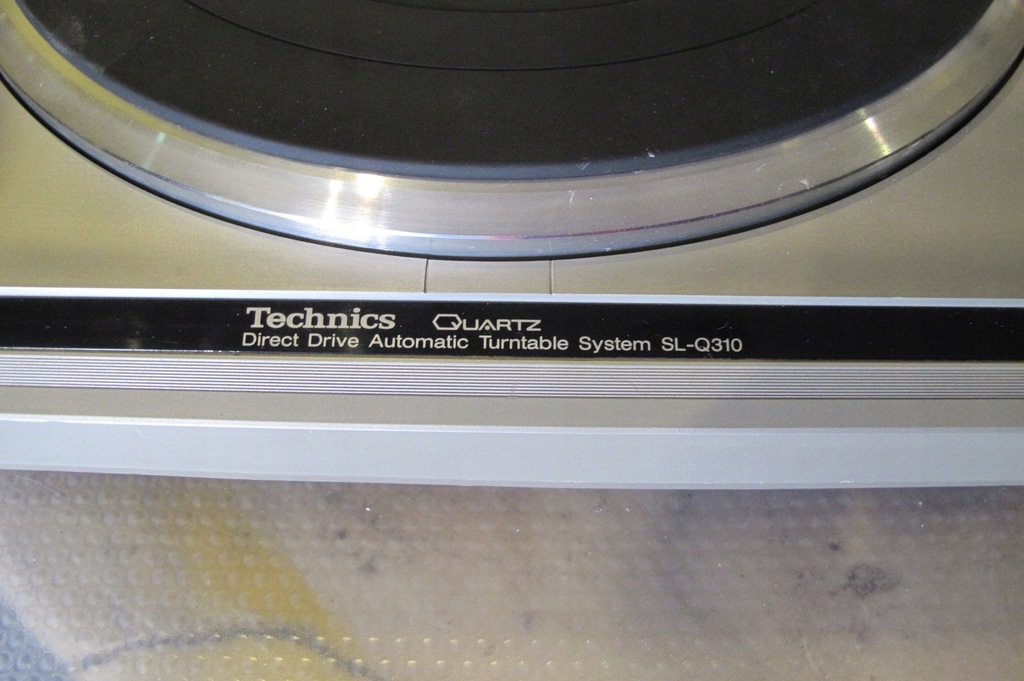 Technics QUARTZ
Direct Drive Automatic Turntable System SL-Q310